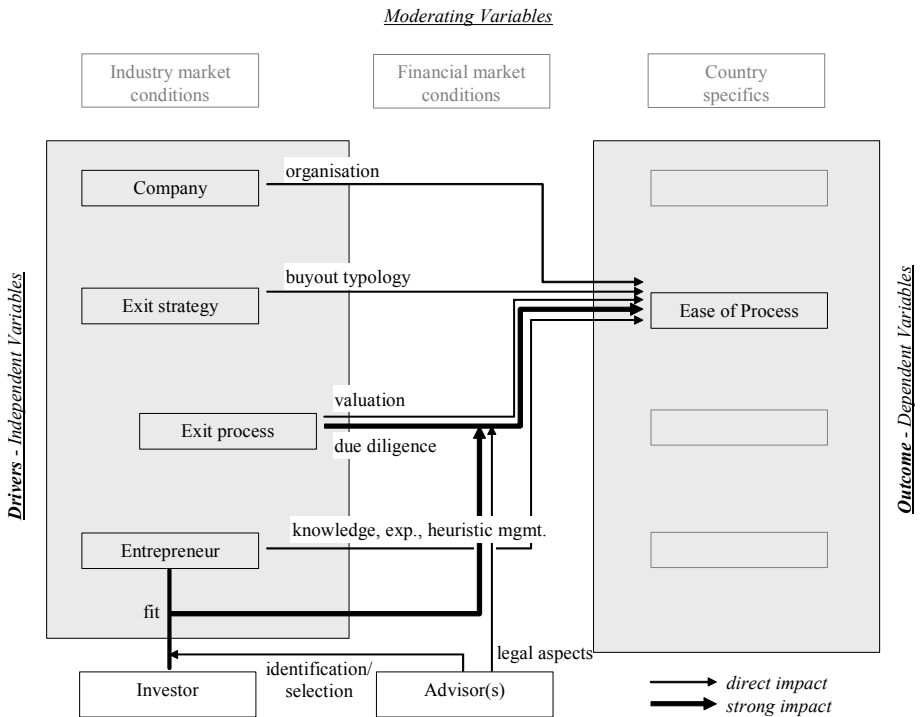 Moderating Variables
Industry market
conditions
Financial market
conditions
Country
specifics
organisation
Company
buyout typology
Exit strategy
Ease of Process
valuation
Exit process
due diligence
knowledge, exp., heuristic mgmt.
Entrepreneur
fit
legal aspects
identification/
selection
Investor
Advisor(s)
direct impact
strong impact
Drivers - Independent Variables
Outcome - Dependent Variables